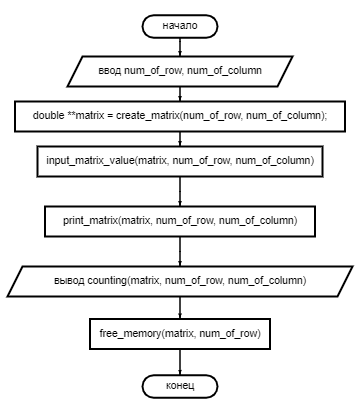 начало
ввод num_of_row, num_of_column
double **matrix = create_matrix(num_of_row, num_of_column);
input_matrix_value(matrix, num_of_row, num_of_column)
print_matrix(matrix, num_of_row, num_of_column)
вывод counting(matrix, num_of_row, num_of_column)
free_memory(matrix, num_of_row)
конец